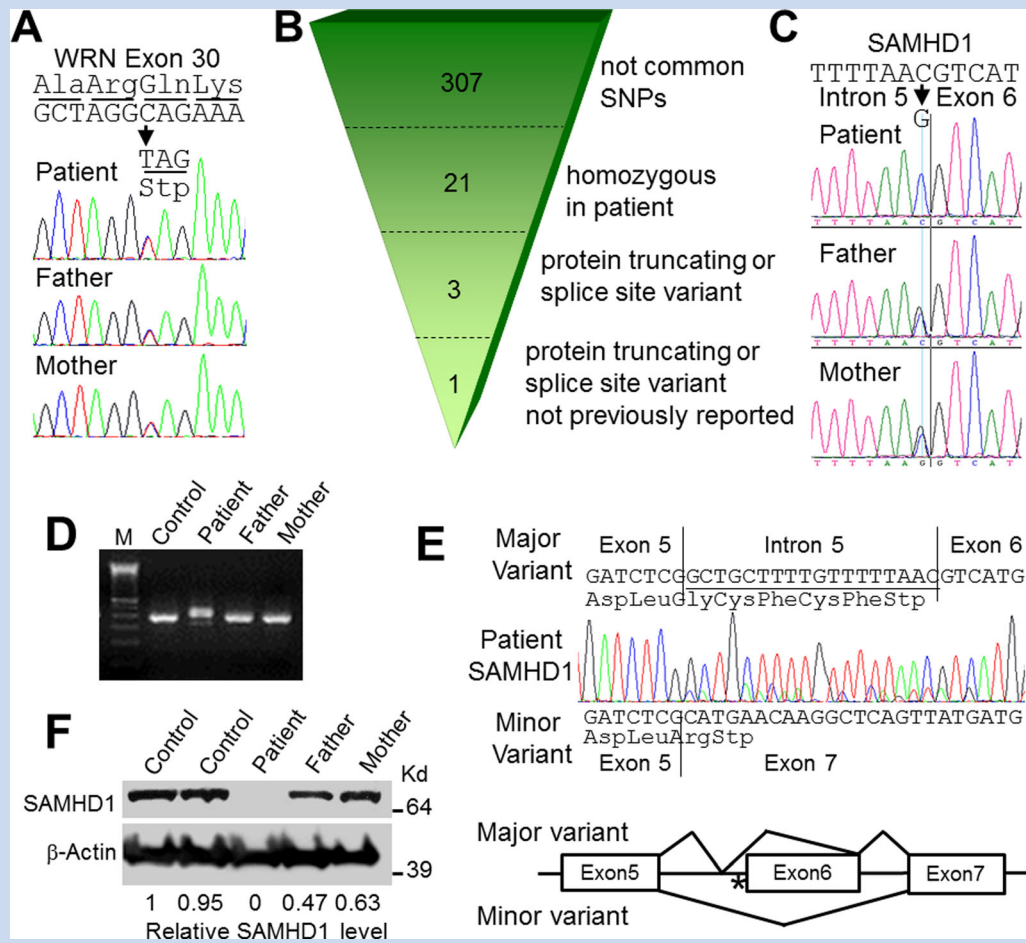 A
WRN Exon 30
AlaArgGlnLys
GCTAGGCAGAAA
TAG
Stp
Patient
Father
Mother
B
307
not common
SNPs
21
homozygous
in patient
3
protein truncating or
splice site variant
1
protein truncating or
splice site variant
not previously reported
C
SAMHD1
TTTTAACGTCAT
Intron 5 Exon 6
G
Patient
T T T T A A C G T C A T
Father
T T T T A A C G T C A T
Mother
T T T T A A G G T C A T
D
M Control Patient Father Mother
E
Major
Variant
Exon 5 Intron 5 Exon 6
GATCTCGGCTGCTTTTGTTTTTAACGTCATG
AspLeuGlyCysPheCysPheStp
Patient
SAMHD1
Minor
Variant
GATCTCGCATGAACAAGGCTCAGTTATGATG
AspLeuArgStp
Exon 5 Exon 7
Major variant
Exon5 * Exon6 Exon7
Minor variant
F
Control Control Patient Father Mother
Kd
SAMHD1
64
β-Actin
39
1 0.95 0 0.47 0.63
Relative SAMHD1 level